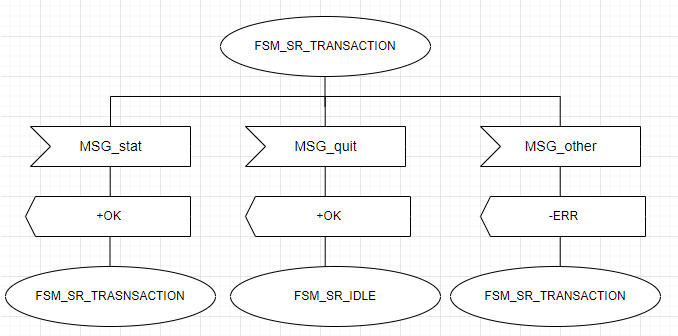 FSM_SR_TRANSACTION
MSG_stat
MSG_quit
MSG_other
+OK
+OK
-ERR
FSM_SR_TRASNSACTION
FSM_SR_IDLE
FSM_SR_TRANSACTION